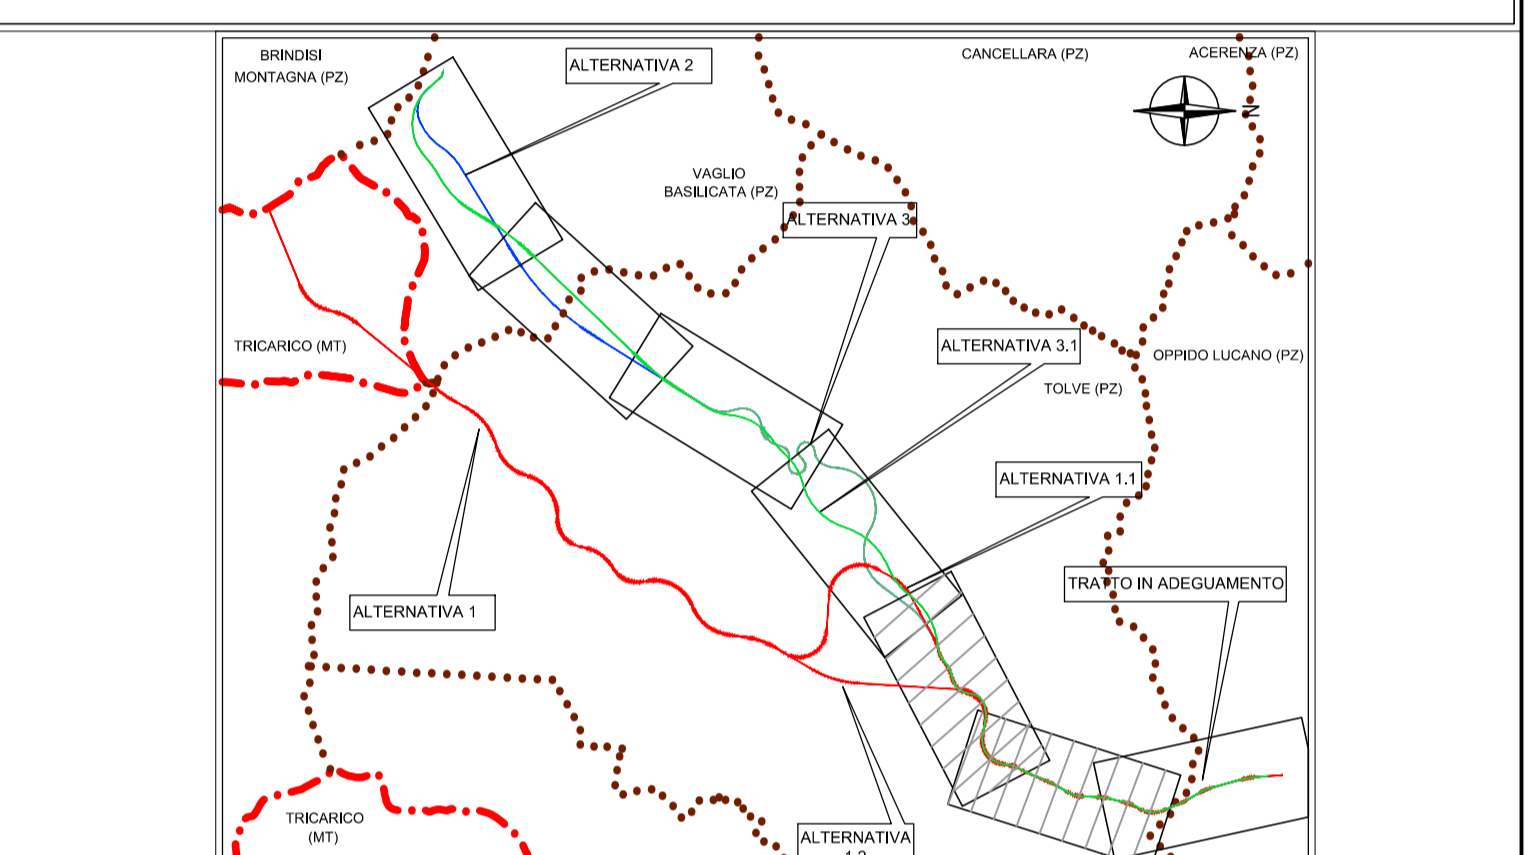 BRINDISI
MONTAGNA (PZ)
ALTERNATIVA 2
CANCELLARA (PZ)
ACERENZA (PZ)
N
VAGLIO
BASILICATA (PZ)
ALTERNATIVA 3
TRICARICO (MT)
ALTERNATIVA 3.1
OPPIDO LUCANO (PZ)
TOLVE (PZ)
ALTERNATIVA 1.1
TRATTO IN ADEGUAMENTO
ALTERNATIVA 1
TRICARICO
(MT)
ALTERNATIVA